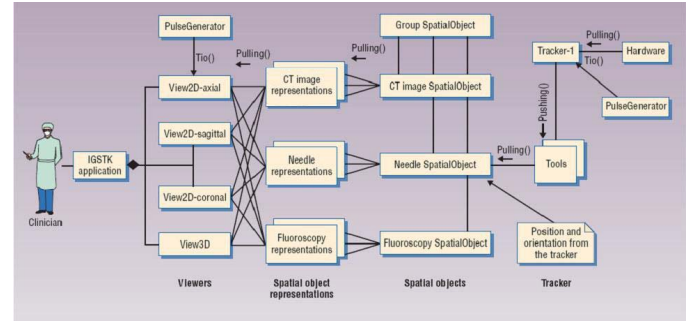 PulseGenerator
Tio()
Pulling()
Pulling()
Group SpatialObject
Tracker-1
Pulling()
Hardware
Tio()
View2D-axial
CT image
representations
CT image SpatialObject
PulseGenerator
Pushing()
View2D-sagittal
IGSTK
application
Needle
representations
Needle SpatialObject
Pulling()
Tools
View2D-coronal
Clinician
View3D
Fluoroscopy
representations
Fluoroscopy SpatialObject
Position and
orientation from
the tracker
Viewers
Spatial object
representations
Spatial objects
Tracker